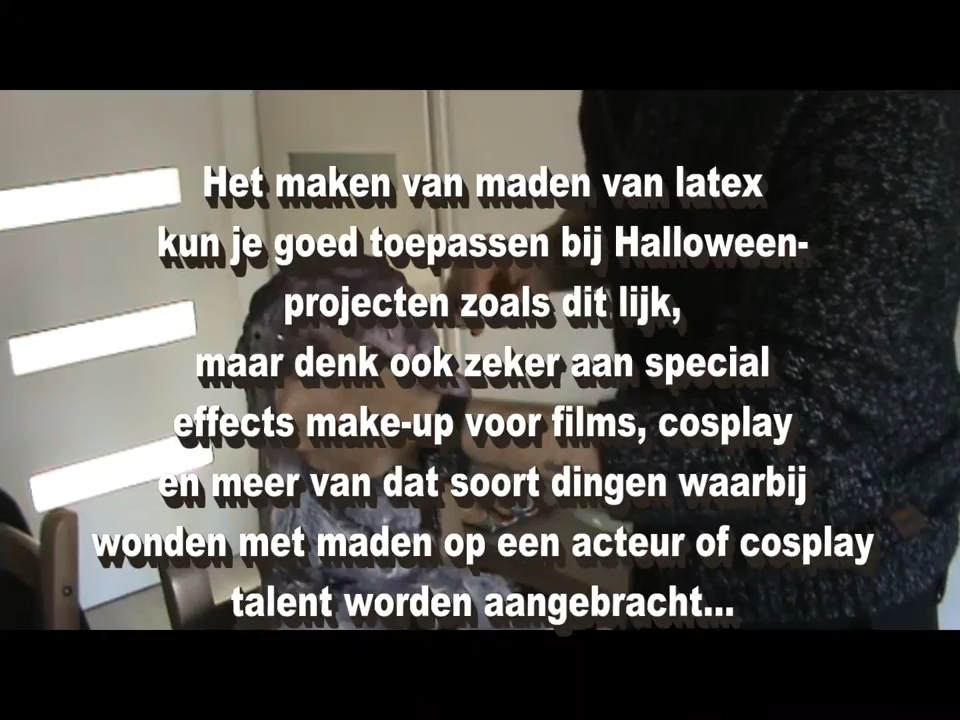 Het maken van maden van latex
kun je goed toepassen bij Halloween-
projecten zoals dit lijk,
maar denk ook zeker aan special
effects make-up voor films, cosplay
en meer van dat soort dingen waarbij
wonden met maden op een acteur of cosplay
talent worden aangebracht...